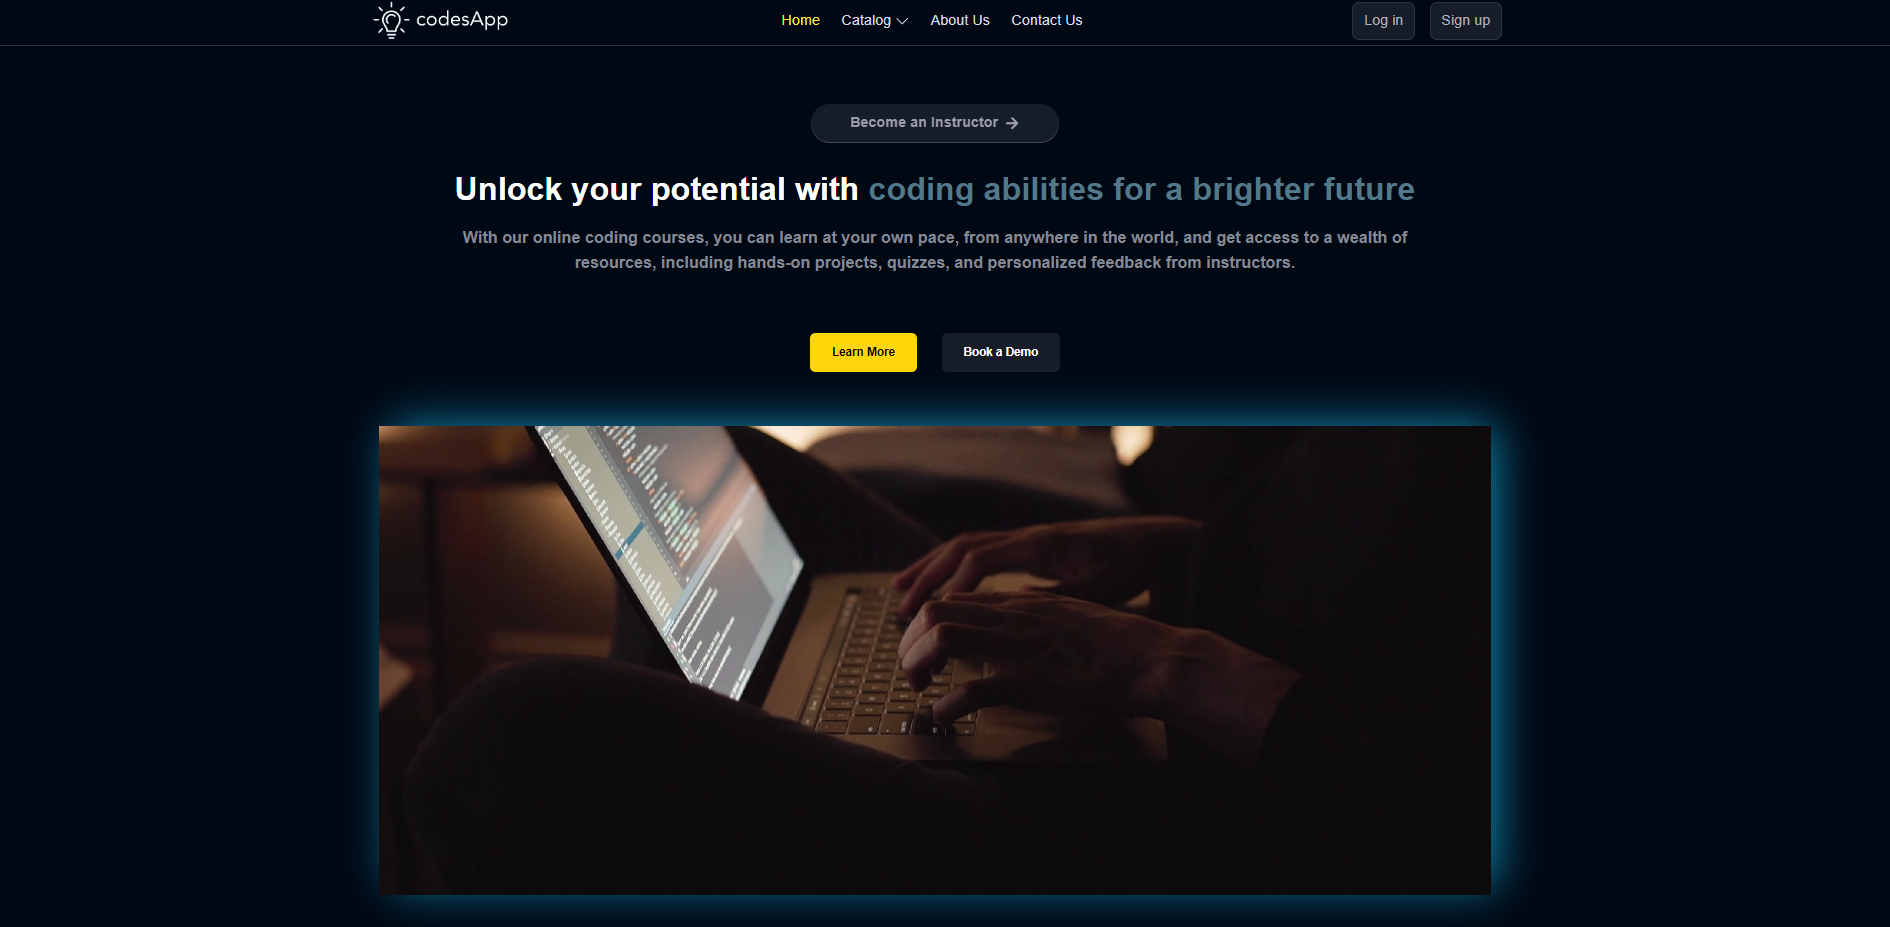 codesApp
Home Catalog About Us Contact Us
Log in Sign up
Become an Instructor
Unlock your potential with coding abilities for a brighter future
With our online coding courses, you can learn at your own pace, from anywhere in the world, and get access to a wealth of
resources, including hands-on projects, quizzes, and personalized feedback from instructors.
Learn More Book a Demo